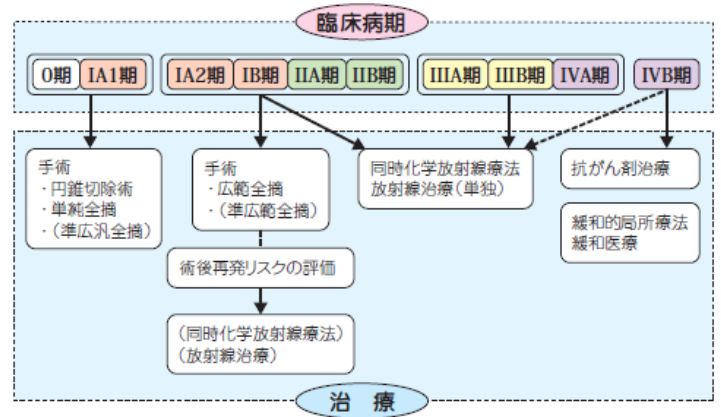 臨床病期
0期 IA1期 IA2期 IB期 IIA期 IIB期 IIIA期 IIIB期 IVA期 IVB期
手術
・円錐切除術
・単純全摘
・(準広汎全摘)
手術
・広範全摘
・(準広範全摘)
術後再発リスクの評価
(同時化学放射線療法)
(放射線治療)
同時化学放射線療法
放射線治療(単独)
抗がん剤治療
緩和的局所療法
緩和医療
治 療